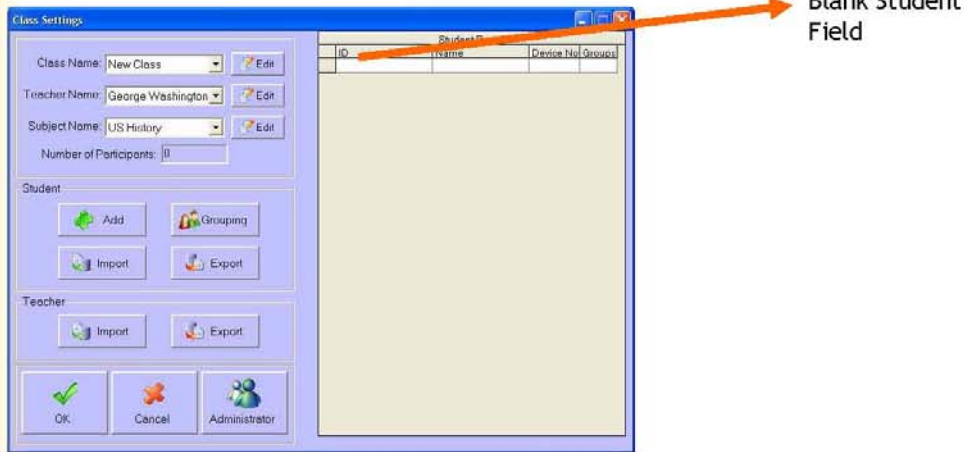 Class Settings
Blank Student
Field
Student
ID Name Device No Groups
Class Name: New Class Edit
Teacher Name: George Washington Edit
Subject Name: US History Edit
Number of Participants: 0
Student
Add Grouping
Import Export
Teacher
Import Export
OK Cancel Administrator